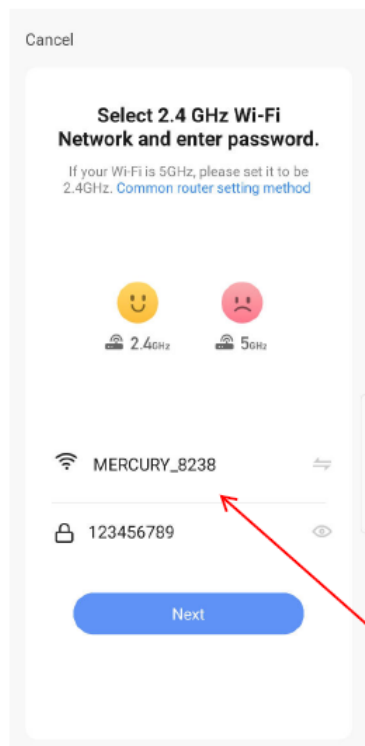 Cancel
Select 2.4 GHz Wi-Fi
Network and enter password.
If your Wi-Fi is 5GHz, please set it to be
2.4GHz. Common router setting method
2.4GHz 5GHz
MERCURY_8238
123456789
Next